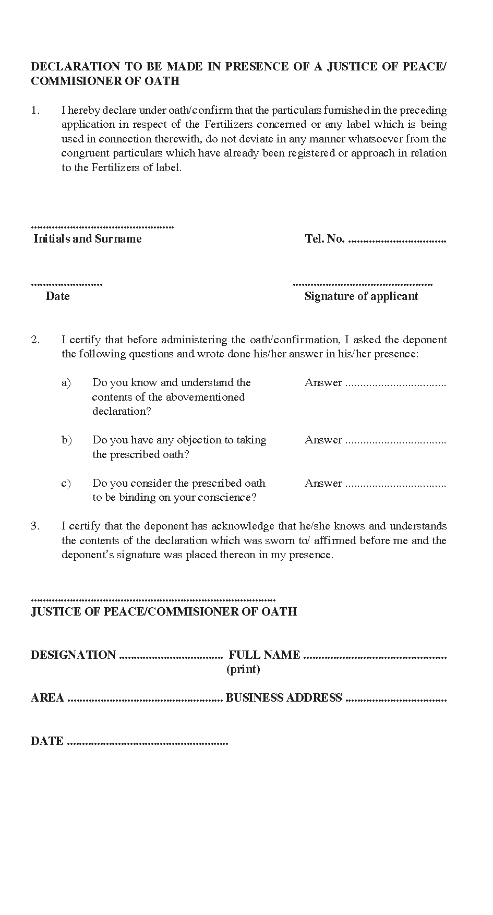 DECLARATION TO BE MADE IN PRESENCE OF A JUSTICE OF PEACE/
COMMISIONER OF OATH
1. I hereby declare under oath/confirm that the particulars furnished in the preceding
application in respect of the Fertilizers concerned or any label which is being
used in connection therewith, do not deviate in any manner whatsoever from the
congruent particulars which have already been registered or approach in relation
to the Fertilizers of label.
................................................
Initials and Surname Tel. No. .................................
........................ ...............................................
Date Signature of applicant
2. I certify that before administering the oath/confirmation, I asked the deponent
the following questions and wrote done his/her answer in his/her presence:
a) Do you know and understand the Answer ..................................
contents of the abovementioned
declaration?
b) Do you have any objection to taking Answer ..................................
the prescribed oath?
c) Do you consider the prescribed oath Answer ..................................
to be binding on your conscience?
3. I certify that the deponent has acknowledge that he/she knows and understands
the contents of the declaration which was sworn to/ affirmed before me and the
deponent's signature was placed thereon in my presence.
..................................................................................
JUSTICE OF PEACE/COMMISIONER OF OATH
DESIGNATION ................................... FULL NAME ................................................
(print)
AREA .................................................... BUSINESS ADDRESS ..................................
DATE ......................................................